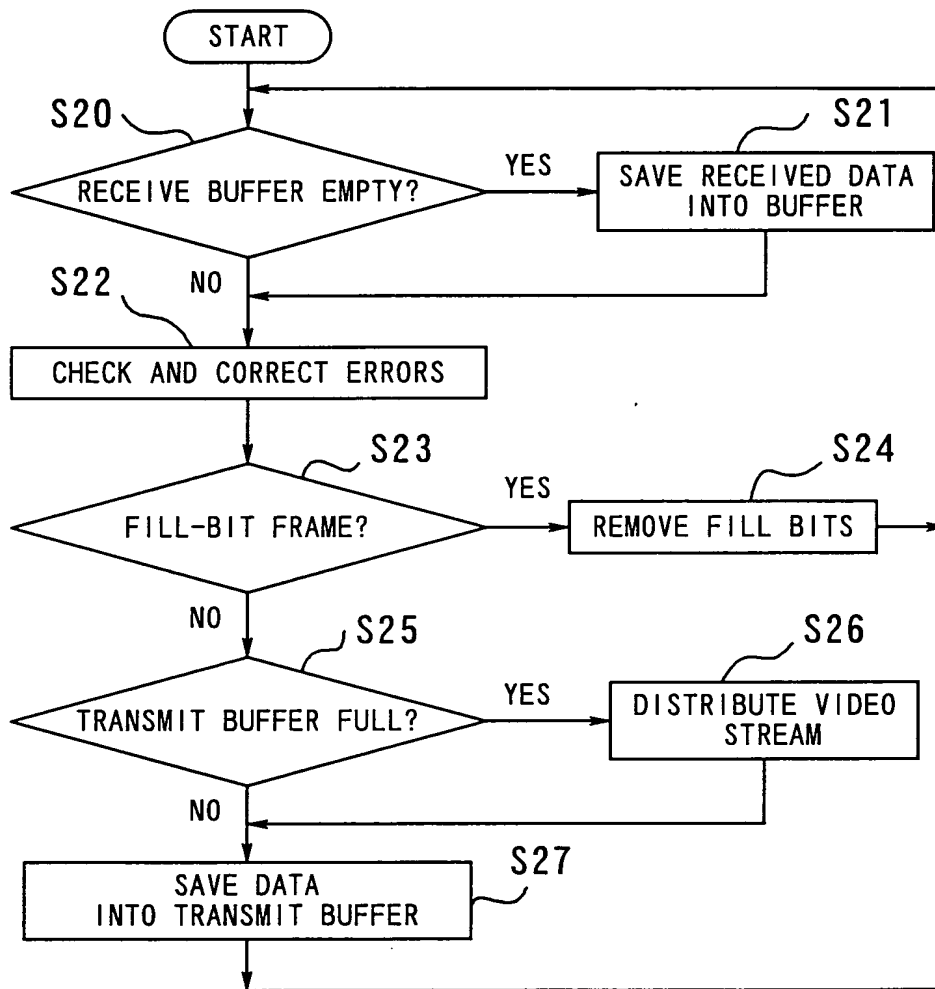 START
S20
RECEIVE BUFFER EMPTY?
YES
S21
SAVE RECEIVED DATA
INTO BUFFER
NO
S22
CHECK AND CORRECT ERRORS
S23
FILL-BIT FRAME?
YES
S24
REMOVE FILL BITS
NO
S25
TRANSMIT BUFFER FULL?
YES
S26
DISTRIBUTE VIDEO
STREAM
NO
S27
SAVE DATA
INTO TRANSMIT BUFFER